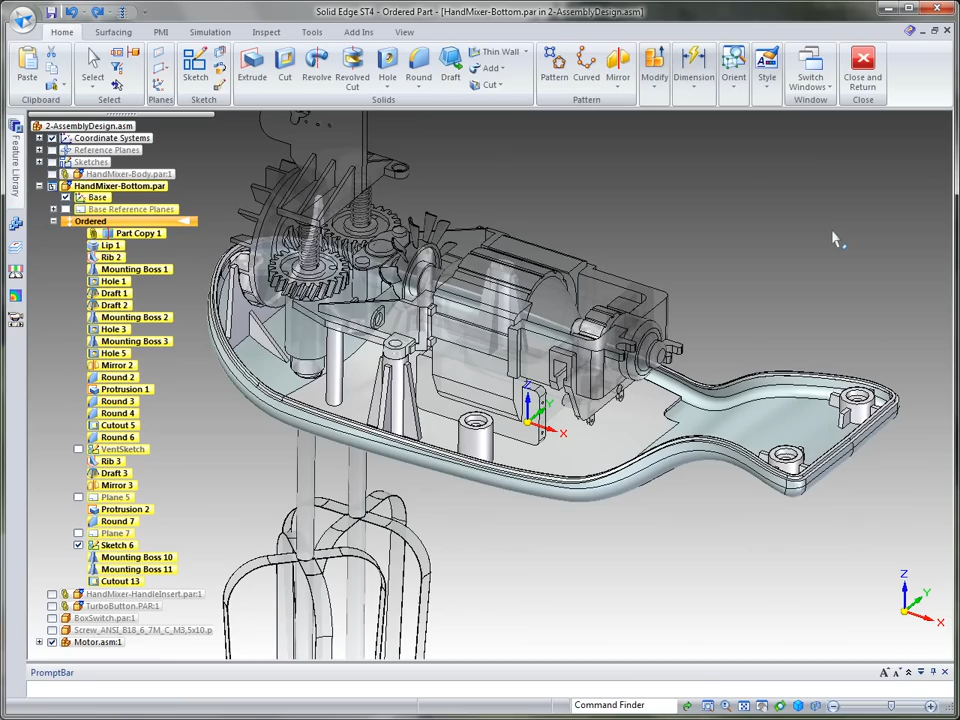 Solid Edge ST4 - Ordered Part - [HandMixer-Bottom.par in 2-AssemblyDesign.asm]
Home Surfacing PMI Simulation Inspect Tools Add Ins View
Paste Select Sketch Extrude Cut Revolve Revolved Cut Hole Round Draft Thin Wall Add Cut Pattern Curved Mirror Modify Dimension Orient Style Switch Windows Close and Return
Clipboard Select Planes Sketch Solids Pattern Window Close
Feature Library
2-AssemblyDesign.asm
Coordinate Systems
Reference Planes
Sketches
HandMixer-Body.par:1
HandMixer-Bottom.par
Base
Base Reference Planes
Ordered
Part Copy 1
Lip 1
Rib 2
Mounting Boss 1
Hole 1
Draft 1
Draft 2
Mounting Boss 2
Hole 3
Mounting Boss 3
Hole 5
Mirror 2
Round 2
Protrusion 1
Round 3
Round 4
Cutout 5
Round 6
VentSketch
Rib 3
Draft 3
Mirror 3
Plane 5
Protrusion 2
Round 7
Plane 7
Sketch 6
Mounting Boss 10
Mounting Boss 11
Cutout 13
HandMixer-HandleInsert.par:1
TurboButton.PAR:1
BoxSwitch.par:1
Screw_ANSI_B18_6_7M_C_M3,5x10.p
Motor.asm:1
Z
Y
X
Z
Y
X
PromptBar
A A
Command Finder